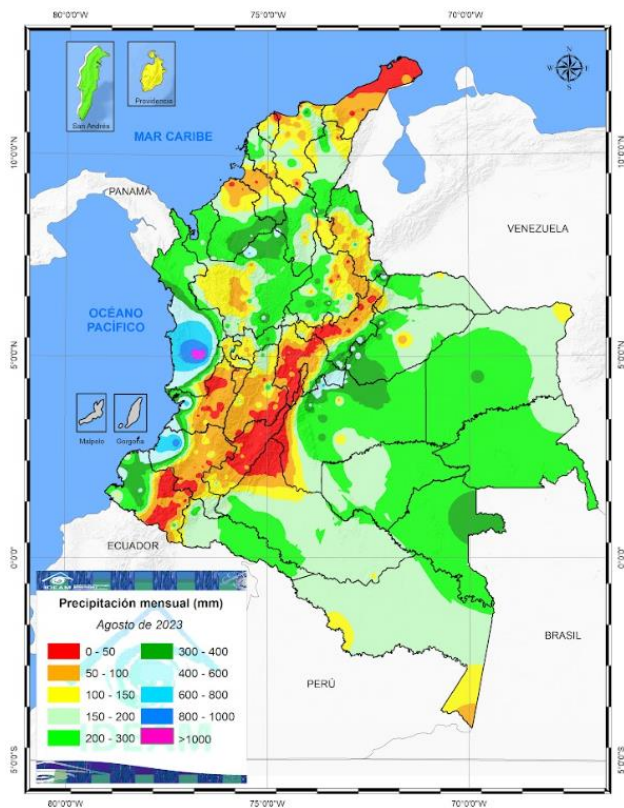 80°0'0"O 75°0'0"O 70°0'0"O
San Andrés
Providencia
N
W E
S
MAR CARIBE
10°0'0"N 10°0'0"N
PANAMÁ
VENEZUELA
OCÉANO
PACÍFICO
5°0'0"N 5°0'0"N
Malpelo Gorgona
ECUADOR
0°0'0" 0°0'0"
IDEAM
Precipitación mensual (mm)
Agosto de 2023
0 - 50 300 - 400
50 - 100 400 - 600
100 - 150 600 - 800
150 - 200 800 - 1000
200 - 300 >1000
IDEAM
PERÚ
BRASIL
5°0'0"S 5°0'0"S
80°0'0"O 75°0'0"O 70°0'0"O